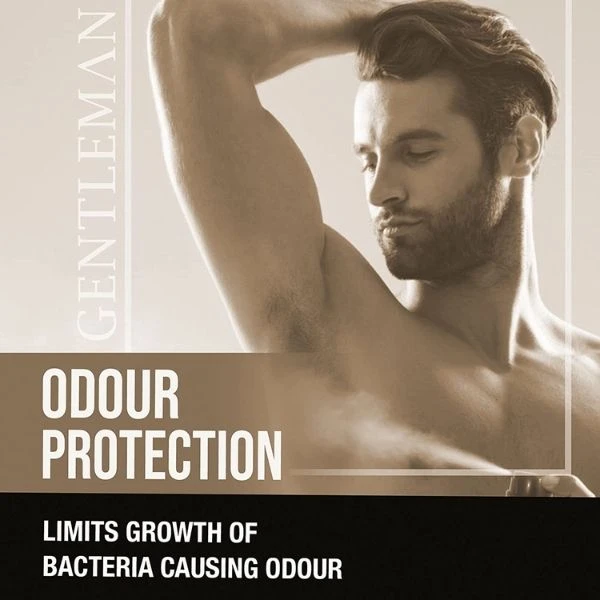 GENTLEMAN
ODOUR
PROTECTION
LIMITS GROWTH OF
BACTERIA CAUSING ODOUR